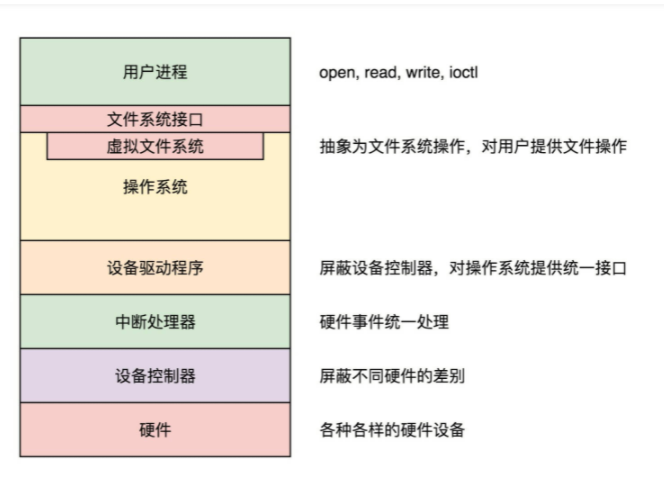 用户进程 open, read, write, ioctl
文件系统接口
虚拟文件系统 抽象为文件系统操作，对用户提供文件操作
操作系统
设备驱动程序 屏蔽设备控制器，对操作系统提供统一接口
中断处理器 硬件事件统一处理
设备控制器 屏蔽不同硬件的差别
硬件 各种各样的硬件设备